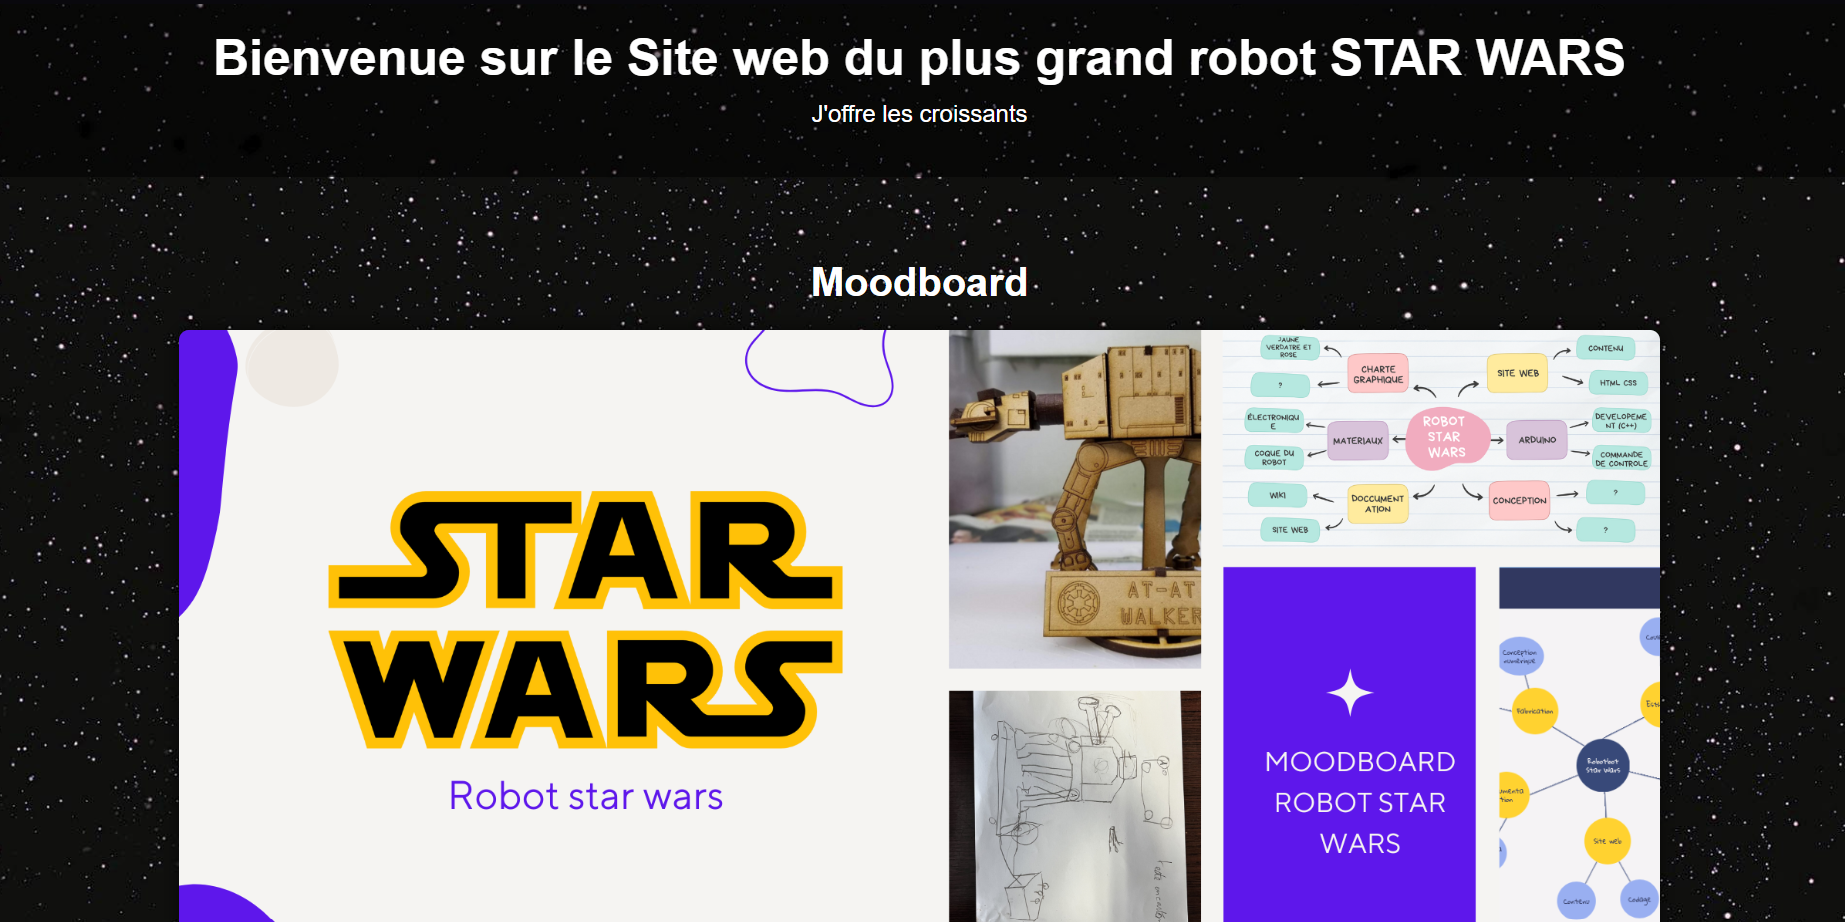 Bienvenue sur le Site web du plus grand robot STAR WARS
J'offre les croissants
Moodboard
STAR
WARS
Robot star wars
AT-AT
WALKER
JAUNE
VERDATRE ET
ROSE
?
CHARTE
GRAPHIQUE
SITE WEB
CONTENU
HTML CSS
ÉLECTRONIQU
E
COQUE DU
ROBOT
MATERIAUX
ROBOT
STAR
WARS
ARDUINO
DEVELOPEME
NT (C++)
COMMANDE
DE CONTROLE
WIKI
SITE WEB
DOCCUMENT
ATION
CONCEPTION
?
?
MOODBOARD
ROBOT STAR
WARS
Conception
numérique
Fabrication
Robotbot
Star Wars
umenta
tion
Site web
Contenu
Codage